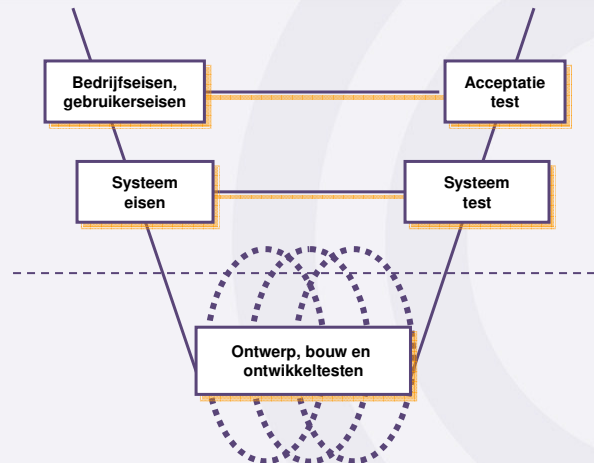 Bedrijfseisen,
gebruikerseisen
Acceptatie
test
Systeem
eisen
Systeem
test
Ontwerp, bouw en
ontwikkeltesten